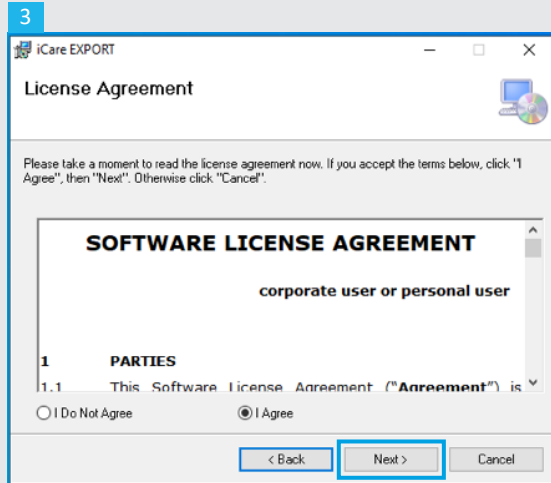 3
iCare EXPORT
License Agreement
Please take a moment to read the license agreement now. If you accept the terms below, click "I
Agree", then "Next". Otherwise click "Cancel".
SOFTWARE LICENSE AGREEMENT
corporate user or personal user
1 PARTIES
1.1 This Software License Agreement ("Agreement") is
I Do Not Agree I Agree
< Back Next > Cancel